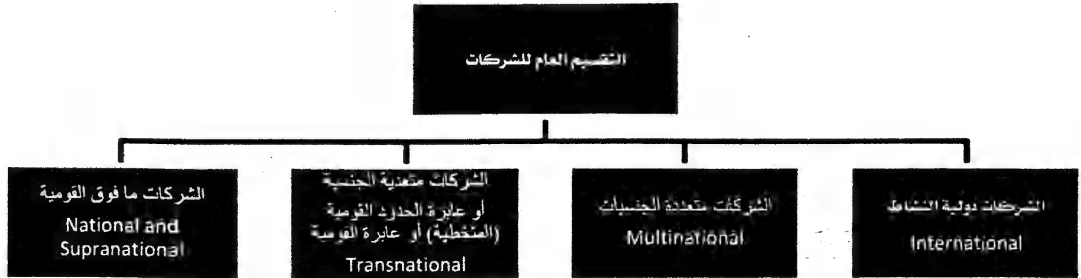 التقسيم العام للشركات
الشركات دولية النشاط
International
الشركات متعددة الجنسيات
Multinational
الشركات متعدية الجنسية
أو عابرة الحدود القومية
(المتخطية) أو عابرة القومية
Transnational
الشركات ما فوق القومية
National and
Supranational